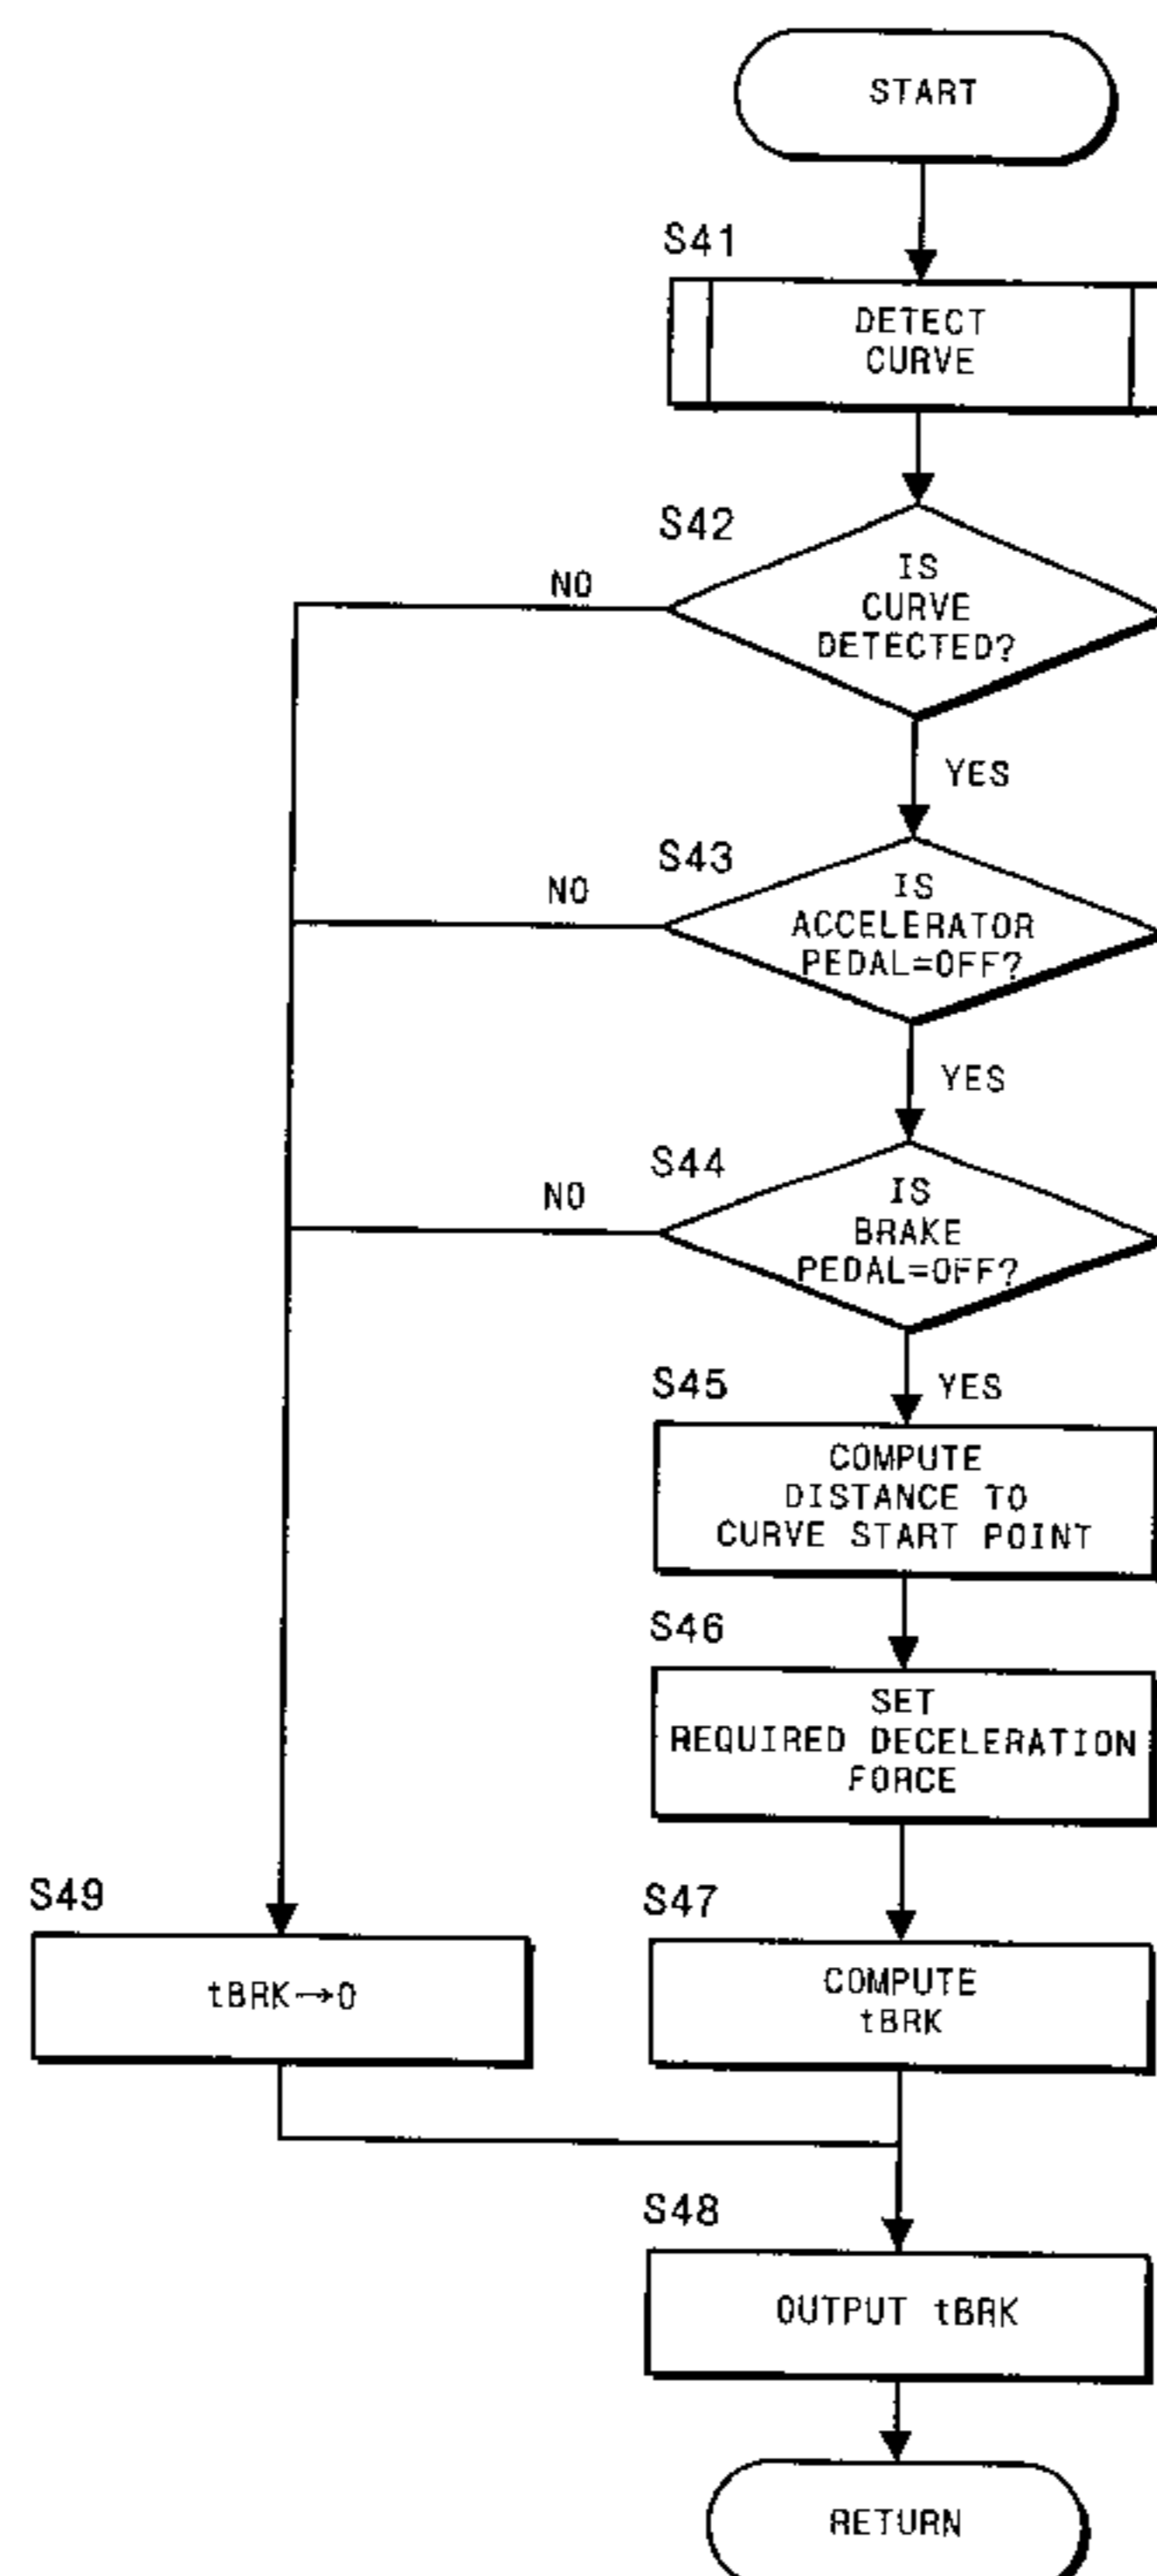 START
S41
DETECT
CURVE
S42
IS
CURVE
DETECTED?
NO
YES
S43
IS
ACCELERATOR
PEDAL=OFF?
NO
YES
S44
IS
BRAKE
PEDAL=OFF?
NO
YES
S45
COMPUTE
DISTANCE TO
CURVE START POINT
S46
SET
REQUIRED DECELERATION
FORCE
S49
tBRK→0
S47
COMPUTE
tBRK
S48
OUTPUT tBRK
RETURN